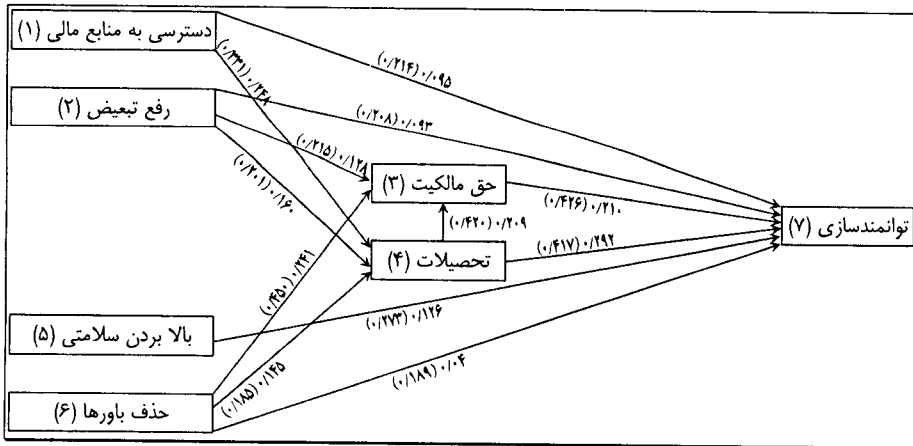 دسترسی به منابع مالی (۱)
(۰/۲۱۴) ۰/۰۹۵
(۰/۳۳۱) ۰/۲۴۸
رفع تبعیض (۲)
(۰/۲۰۸) ۰/۰۹۳
(۰/۲۱۵) ۰/۱۲۸
(۰/۲۰۱) ۰/۱۶۰
حق مالکیت (۳)
(۰/۴۲۶) ۰/۲۱۰
(۰/۴۲۰) ۰/۲۰۹
توانمندسازی (۷)
تحصیلات (۴)
(۰/۴۱۷) ۰/۲۹۲
(۰/۴۵۰) ۰/۲۴۱
بالا بردن سلامتی (۵)
(۰/۲۷۳) ۰/۱۲۶
(۰/۱۸۵) ۰/۱۴۵
(۰/۱۸۹) ۰/۰۴
حذف باورها (۶)